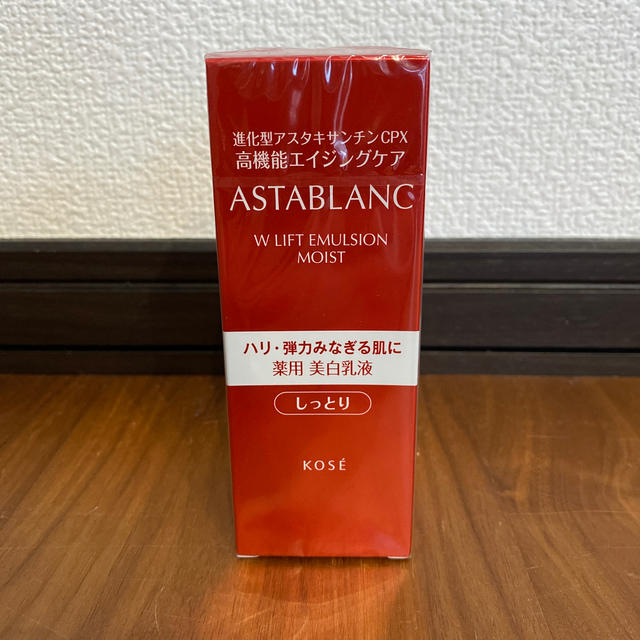 進化型アスタキサンチンCPX
高機能エイジングケア
ASTABLANC
W LIFT EMULSION
MOIST
ハリ・弾力みなぎる肌に
薬用 美白乳液
しっとり
KOSÉ